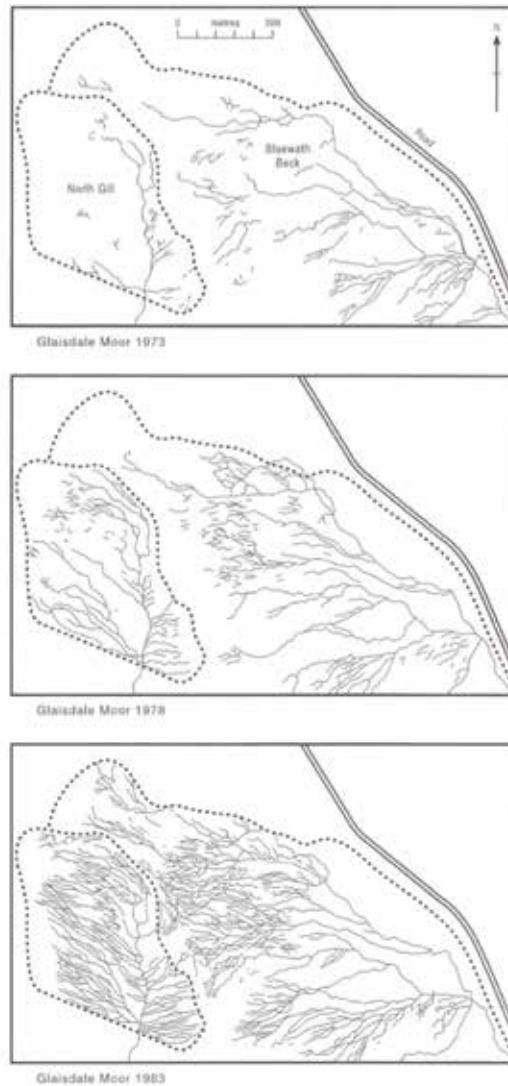 0 metres 500
N
Road
Bluewath
Beck
North Gill
Glaisdale Moor 1973
Glaisdale Moor 1978
Glaisdale Moor 1983